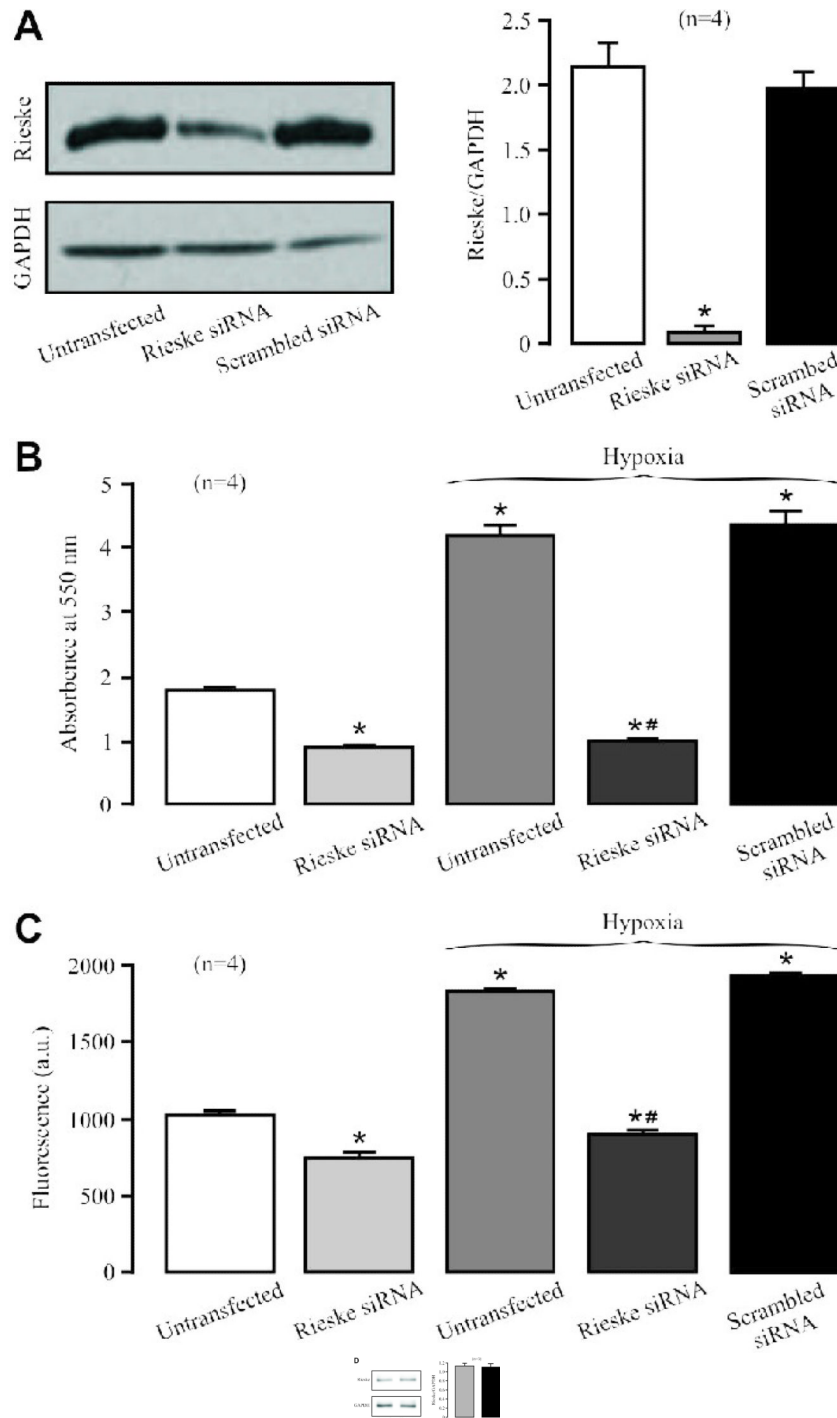 A
Rieske
GAPDH
Untransfected
Rieske siRNA
Scrambled siRNA
(n=4)
Rieske/GAPDH
2.5
2.0
1.5
1.0
0.5
0
*
Untransfected
Rieske siRNA
Scrambed
siRNA
B
Hypoxia
(n=4)
Absorbence at 550 nm
5
4
3
2
1
0
*
*
*#
*
Untransfected
Rieske siRNA
Untransfected
Rieske siRNA
Scrambled
siRNA
C
Hypoxia
(n=4)
Fluorescence (a.u.)
2000
1500
1000
500
0
*
*
*#
*
Untransfected
Rieske siRNA
Untransfected
Rieske siRNA
Scrambled
siRNA
D
Rieske
GAPDH